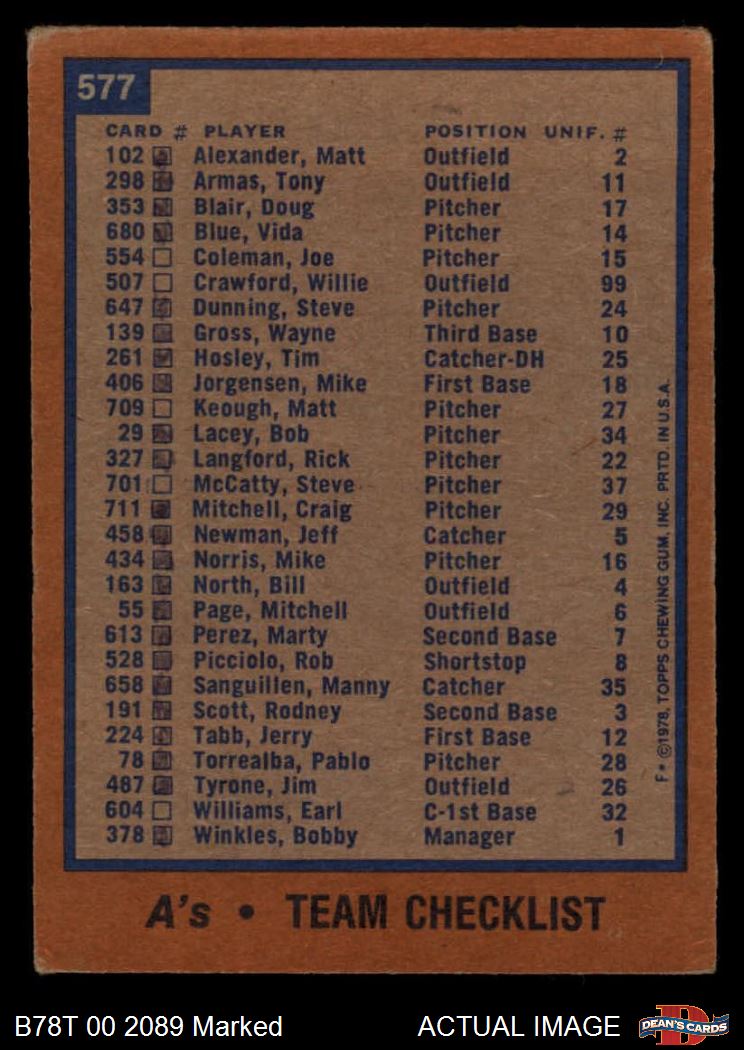 577
CARD # PLAYER POSITION UNIF. #
102 Alexander, Matt Outfield 2
298 Armas, Tony Outfield 11
353 Blair, Doug Pitcher 17
680 Blue, Vida Pitcher 14
554 Coleman, Joe Pitcher 15
507 Crawford, Willie Outfield 99
647 Dunning, Steve Pitcher 24
139 Gross, Wayne Third Base 10
261 Hosley, Tim Catcher-DH 25
406 Jorgensen, Mike First Base 18
709 Keough, Matt Pitcher 27
29 Lacey, Bob Pitcher 34
327 Langford, Rick Pitcher 22
701 McCatty, Steve Pitcher 37
711 Mitchell, Craig Pitcher 29
458 Newman, Jeff Catcher 5
434 Norris, Mike Pitcher 16
163 North, Bill Outfield 4
55 Page, Mitchell Outfield 6
613 Perez, Marty Second Base 7
528 Picciolo, Rob Shortstop 8
658 Sanguillen, Manny Catcher 35
191 Scott, Rodney Second Base 3
224 Tabb, Jerry First Base 12
78 Torrealba, Pablo Pitcher 28
487 Tyrone, Jim Outfield 26
604 Williams, Earl C-1st Base 32
378 Winkles, Bobby Manager 1
F* ©1978, TOPPS CHEWING GUM, INC. PRTD. IN U.S.A.
A's • TEAM CHECKLIST
B78T 00 2089 Marked ACTUAL IMAGE
D
DEAN'S CARDS